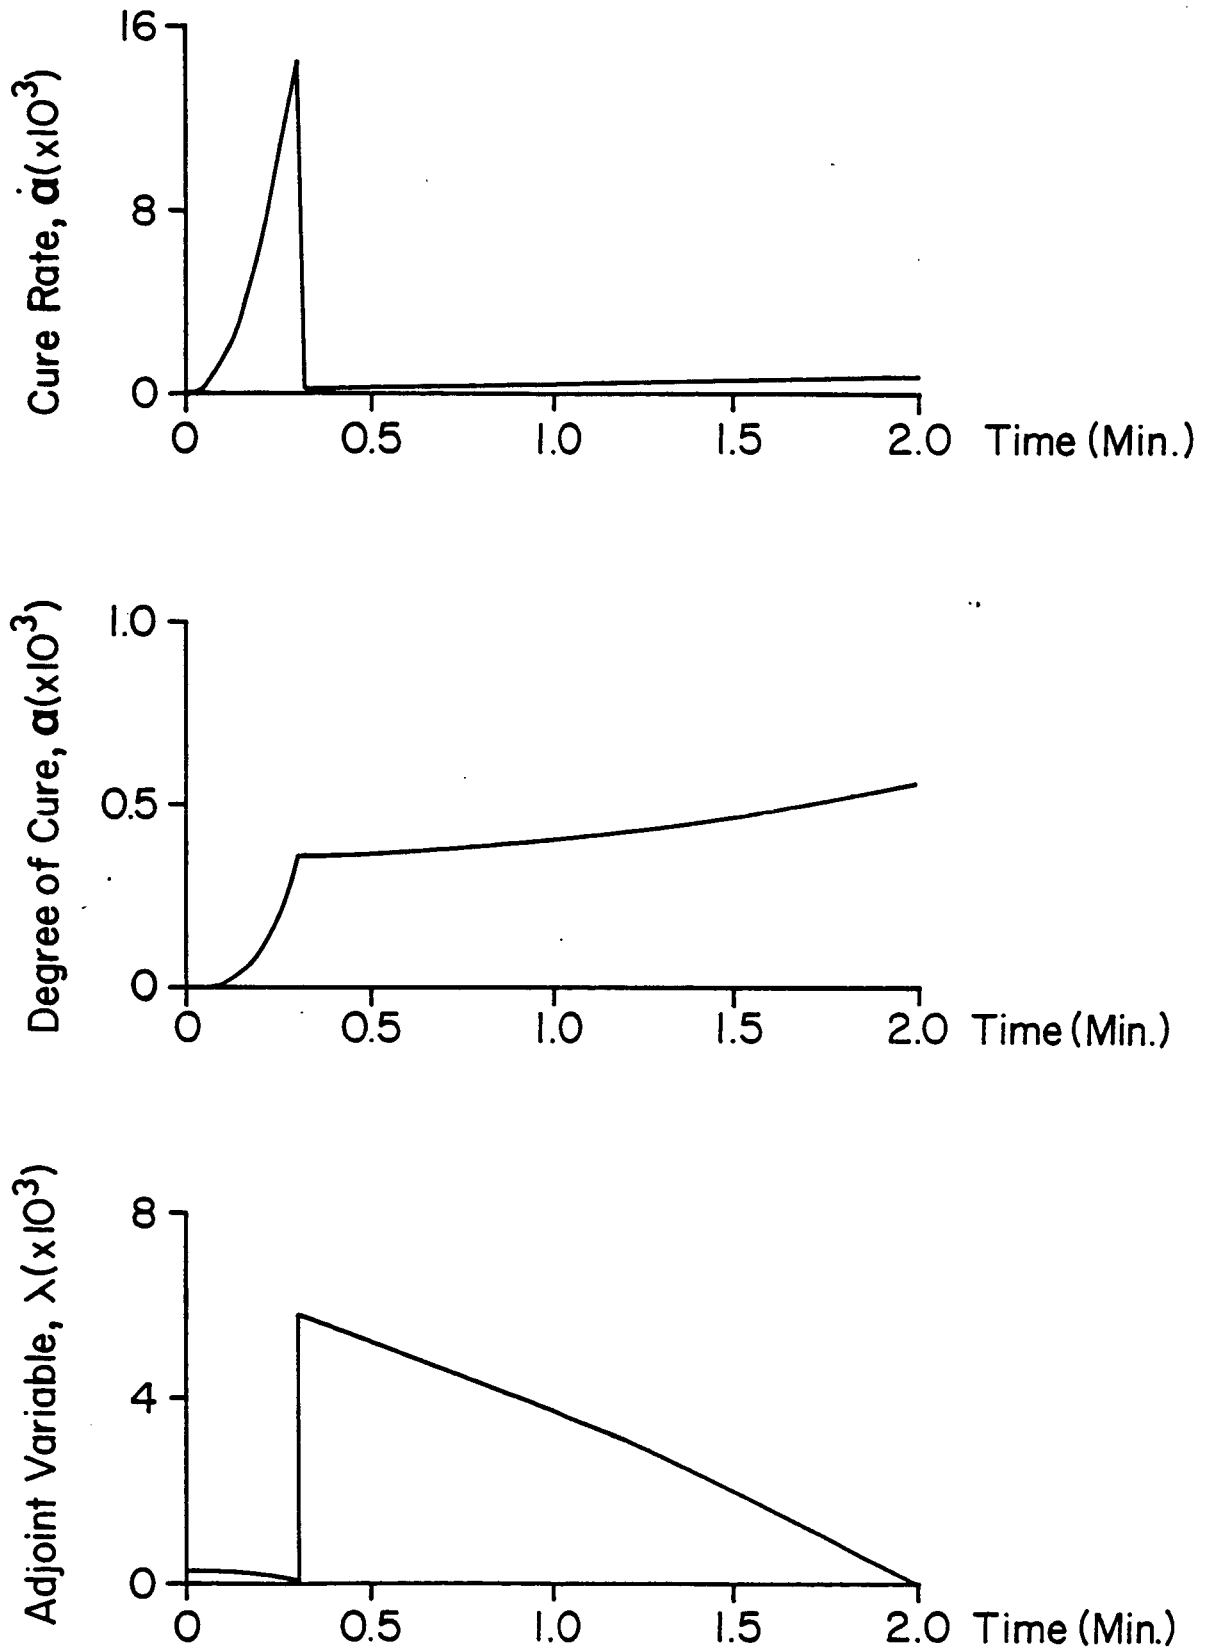 Cure Rate, α̇(x10³)
16
8
0
0 0.5 1.0 1.5 2.0 Time (Min.)
Degree of Cure, α(x10³)
1.0
0.5
0
0 0.5 1.0 1.5 2.0 Time (Min.)
Adjoint Variable, λ(x10³)
8
4
0
0 0.5 1.0 1.5 2.0 Time (Min.)